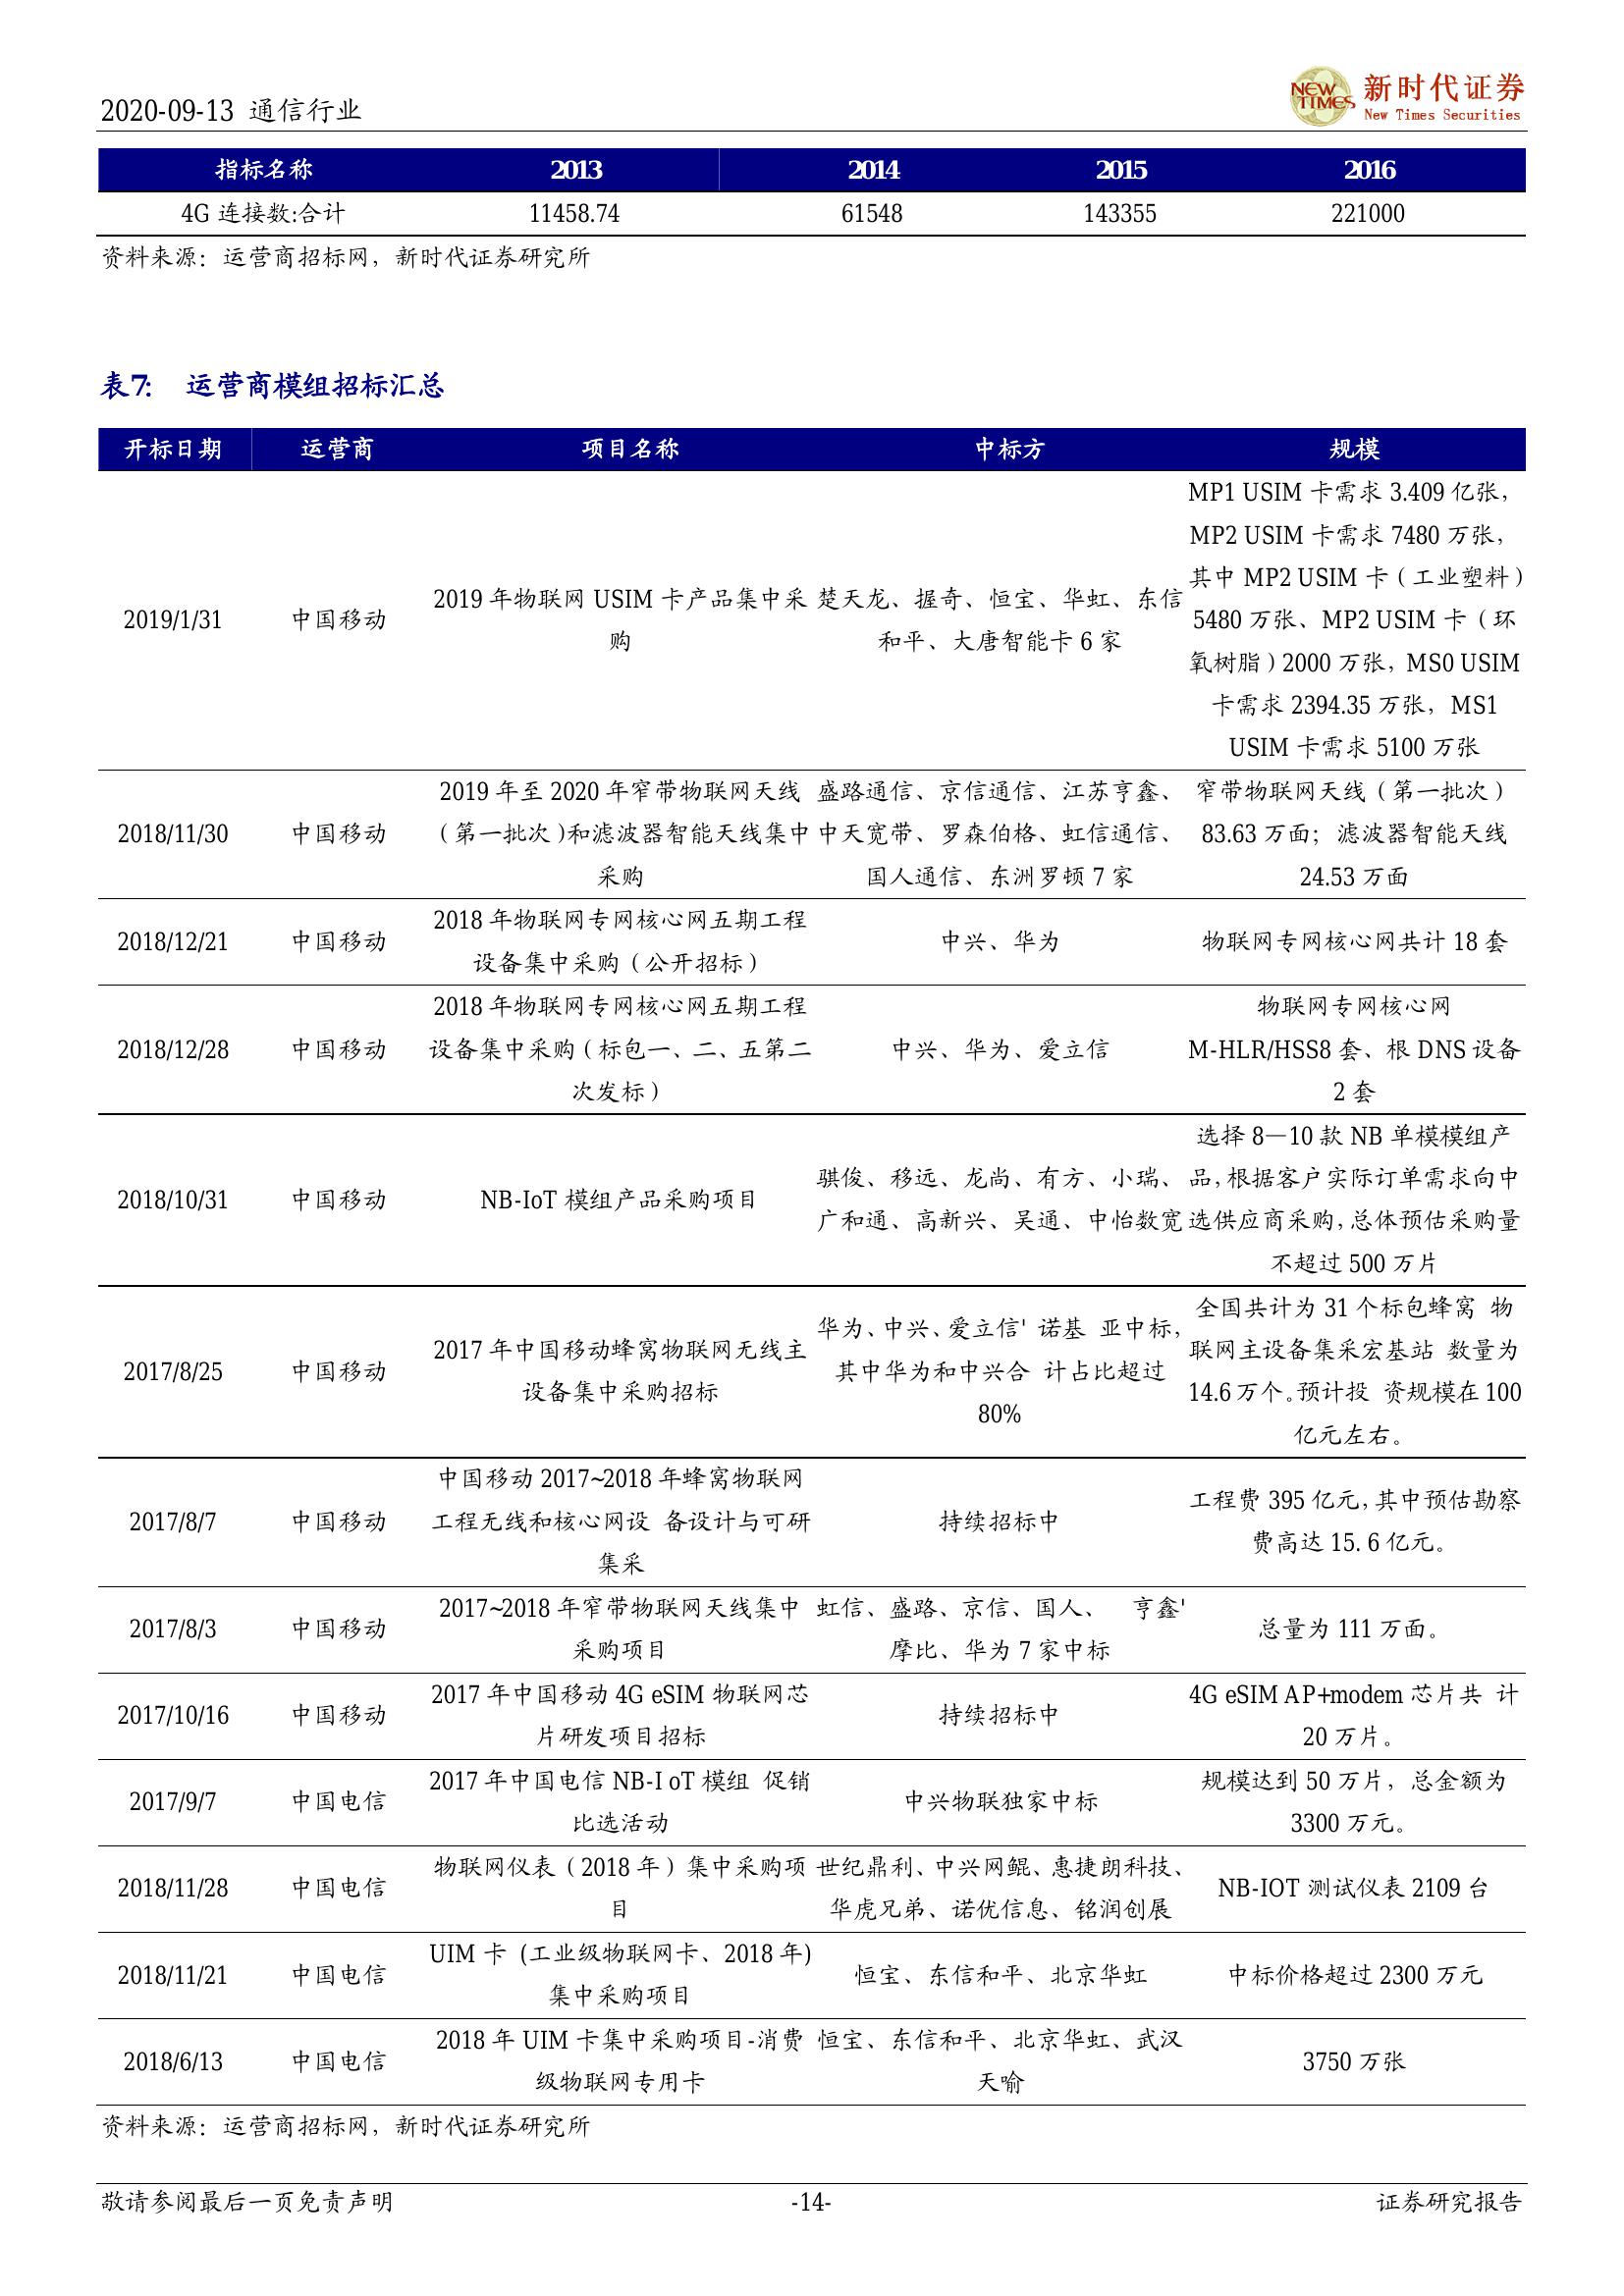 2020-09-13 通信行业
NEW TIMES 新时代证券
New Times Securities
指标名称 2013 2014 2015 2016
4G 连接数:合计 11458.74 61548 143355 221000
资料来源：运营商招标网，新时代证券研究所
表7: 运营商模组招标汇总
开标日期 运营商 项目名称 中标方 规模
2019/1/31 中国移动
2019 年物联网 USIM 卡产品集中采
购
楚天龙、握奇、恒宝、华虹、东信
和平、大唐智能卡 6 家
MP1 USIM 卡需求 3.409 亿张，
MP2 USIM 卡需求 7480 万张，
其中 MP2 USIM 卡（工业塑料）
5480 万张、MP2 USIM 卡（环
氧树脂）2000 万张，MS0 USIM
卡需求 2394.35 万张，MS1
USIM 卡需求 5100 万张
2018/11/30 中国移动
2019 年至 2020 年窄带物联网天线
（第一批次)和滤波器智能天线集中
采购
盛路通信、京信通信、江苏亨鑫、
中天宽带、罗森伯格、虹信通信、
国人通信、东洲罗顿 7 家
窄带物联网天线（第一批次）
83.63 万面；滤波器智能天线
24.53 万面
2018/12/21 中国移动
2018 年物联网专网核心网五期工程
设备集中采购（公开招标）
中兴、华为
物联网专网核心网共计 18 套
2018/12/28 中国移动
2018 年物联网专网核心网五期工程
设备集中采购（标包一、二、五第二
次发标）
中兴、华为、爱立信
物联网专网核心网
M-HLR/HSS8 套、根 DNS 设备
2 套
2018/10/31 中国移动
NB-IoT 模组产品采购项目
骐俊、移远、龙尚、有方、小瑞、
广和通、高新兴、吴通、中怡数宽
选择 8—10 款 NB 单模模组产
品，根据客户实际订单需求向中
选供应商采购，总体预估采购量
不超过 500 万片
2017/8/25 中国移动
2017 年中国移动蜂窝物联网无线主
设备集中采购招标
华为、中兴、爱立信' 诺基 亚中标，
其中华为和中兴合 计占比超过
80%
全国共计为 31 个标包蜂窝 物
联网主设备集采宏基站 数量为
14.6 万个。预计投 资规模在 100
亿元左右。
2017/8/7 中国移动
中国移动 2017~2018 年蜂窝物联网
工程无线和核心网设 备设计与可研
集采
持续招标中
工程费 395 亿元，其中预估勘察
费高达 15. 6 亿元。
2017/8/3 中国移动
2017~2018 年窄带物联网天线集中
采购项目
虹信、盛路、京信、国人、 亨鑫'
摩比、华为 7 家中标
总量为 111 万面。
2017/10/16 中国移动
2017 年中国移动 4G eSIM 物联网芯
片研发项目招标
持续招标中
4G eSIM AP+modem 芯片共 计
20 万片。
2017/9/7 中国电信
2017 年中国电信 NB-I oT 模组 促销
比选活动
中兴物联独家中标
规模达到 50 万片，总金额为
3300 万元。
2018/11/28 中国电信
物联网仪表（2018 年）集中采购项
目
世纪鼎利、中兴网鲲、惠捷朗科技、
华虎兄弟、诺优信息、铭润创展
NB-IOT 测试仪表 2109 台
2018/11/21 中国电信
UIM 卡 (工业级物联网卡、2018 年)
集中采购项目
恒宝、东信和平、北京华虹
中标价格超过 2300 万元
2018/6/13 中国电信
2018 年 UIM 卡集中采购项目-消费
级物联网专用卡
恒宝、东信和平、北京华虹、武汉
天喻
3750 万张
资料来源：运营商招标网，新时代证券研究所
敬请参阅最后一页免责声明 -14- 证券研究报告